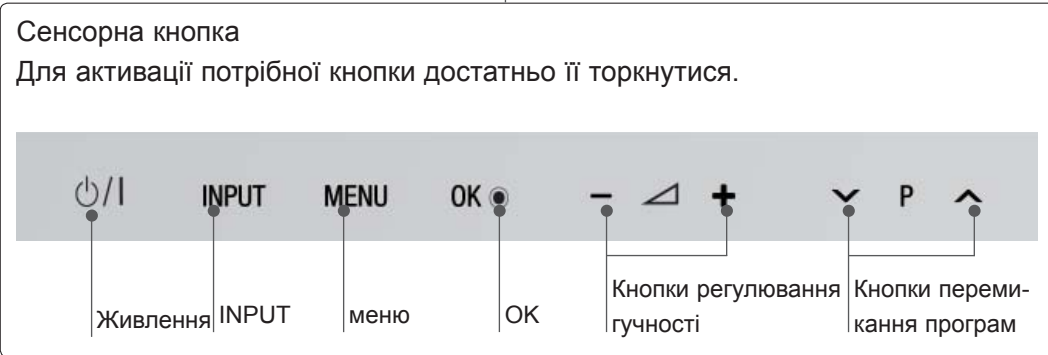 Сенсорна кнопка
Для активації потрібної кнопки достатньо її торкнутися.
⏻/I INPUT MENU OK − + P
Живлення INPUT меню OK
Кнопки регулювання
гучності
Кнопки переми-
кання програм